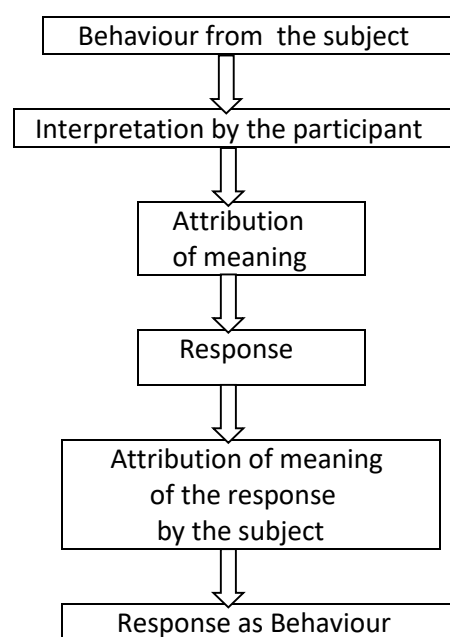 Behaviour from the subject
Interpretation by the participant
Attribution
of meaning
Response
Attribution of meaning
of the response
by the subject
Response as Behaviour